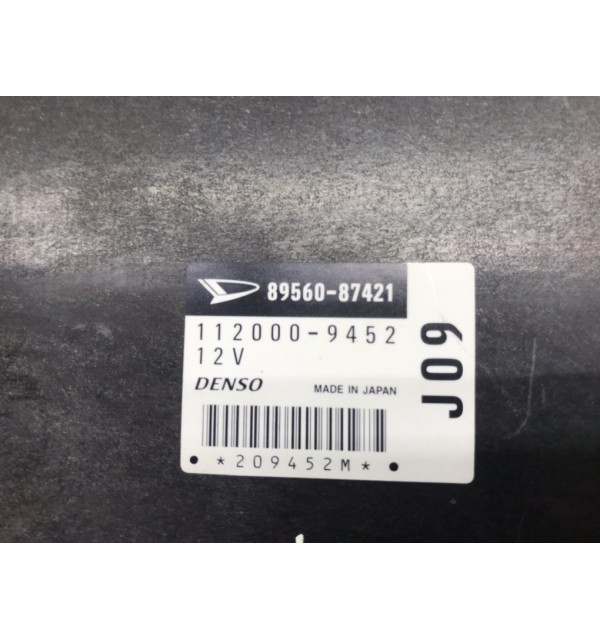 89560-87421
112000-9452
12V
DENSO MADE IN JAPAN
*209452M*
J09